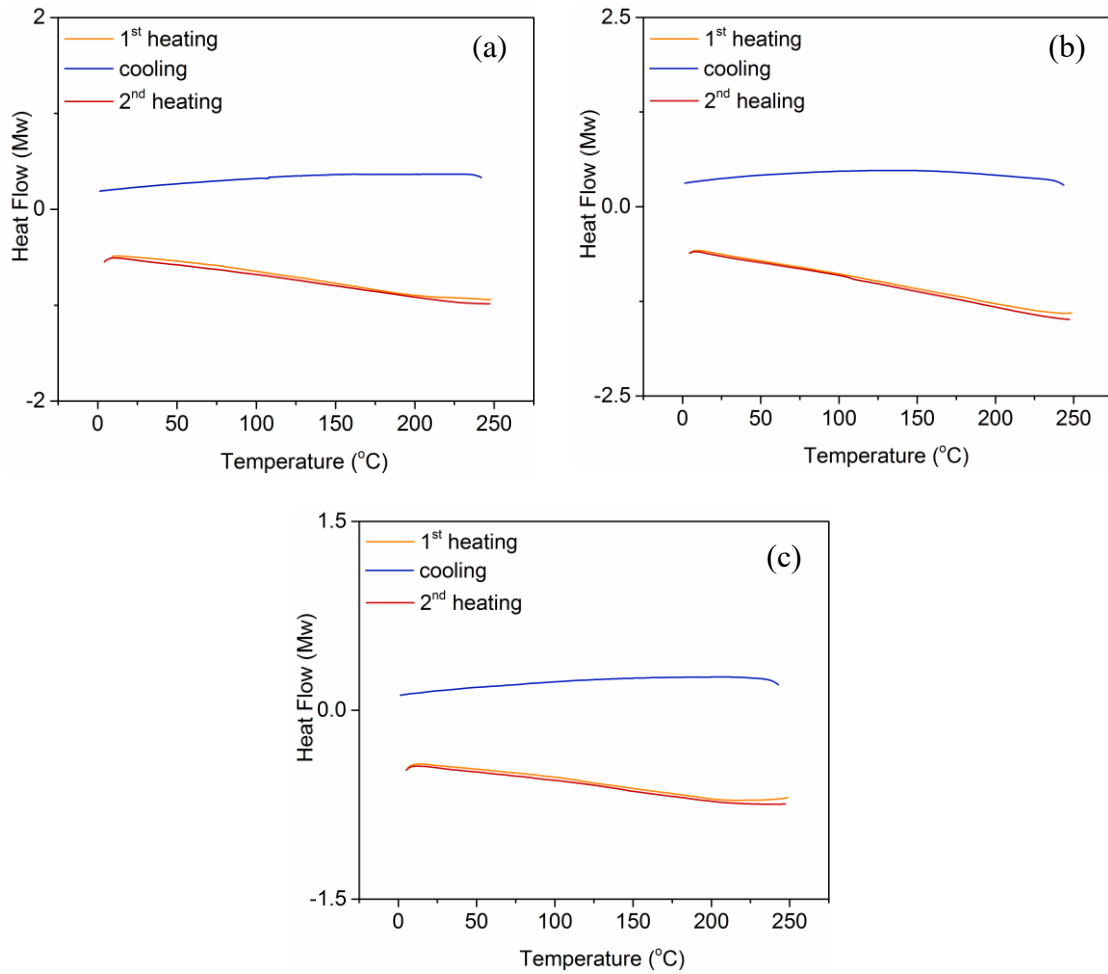 (a)
1st heating
cooling
2nd heating
2
0
-2
Heat Flow (Mw)
0 50 100 150 200 250
Temperature (oC)
(b)
1st heating
cooling
2nd healing
2.5
0.0
-2.5
Heat Flow (Mw)
0 50 100 150 200 250
Temperature (oC)
(c)
1st heating
cooling
2nd heating
1.5
0.0
-1.5
Heat Flow (Mw)
0 50 100 150 200 250
Temperature (oC)